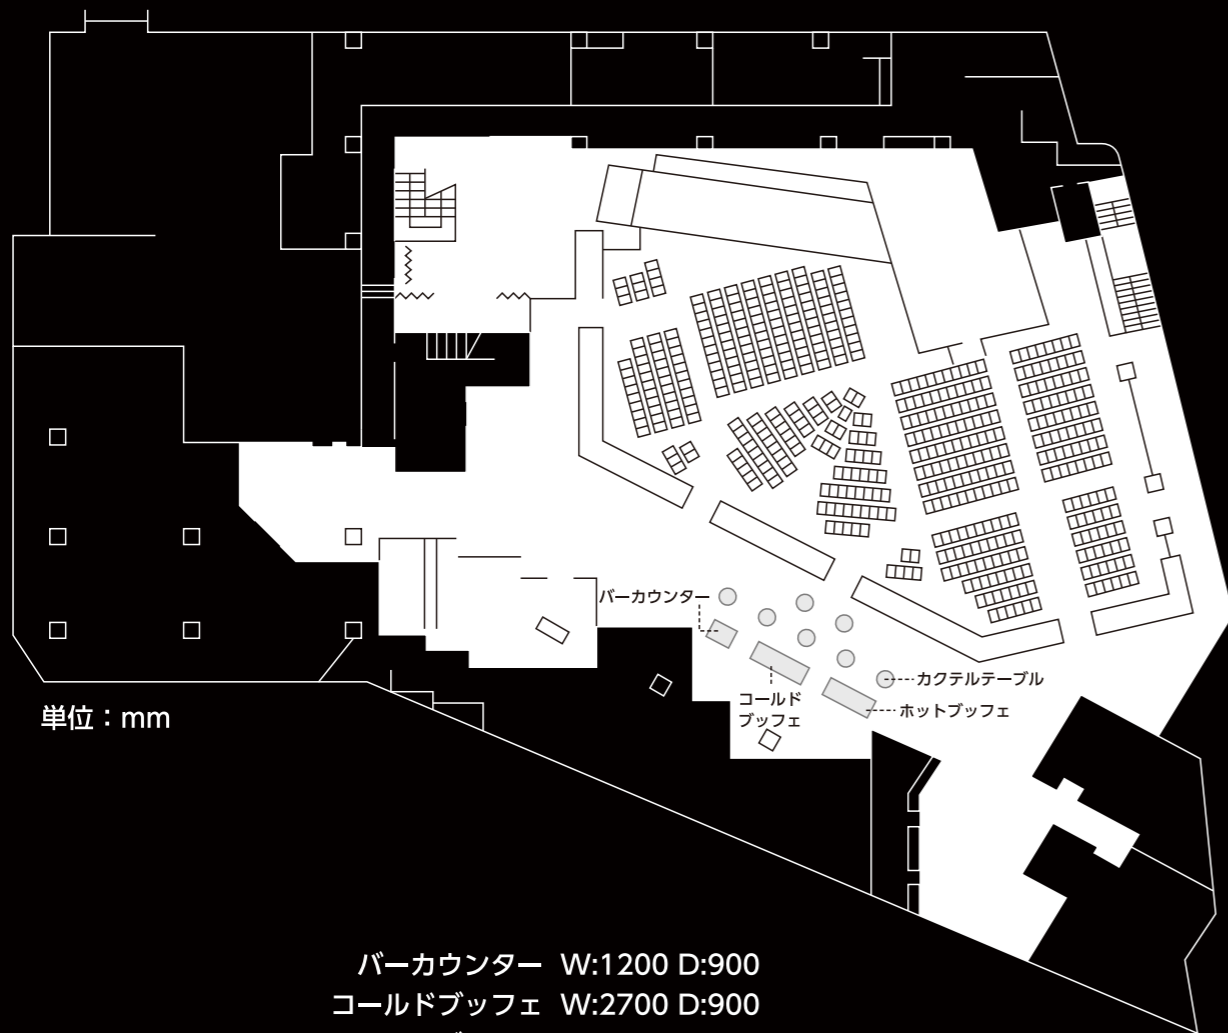 バーカウンター
カクテルテーブル
コールド
ブッフェ
ホットブッフェ
単位：mm
バーカウンター W:1200 D:900
コールドブッフェ W:2700 D:900